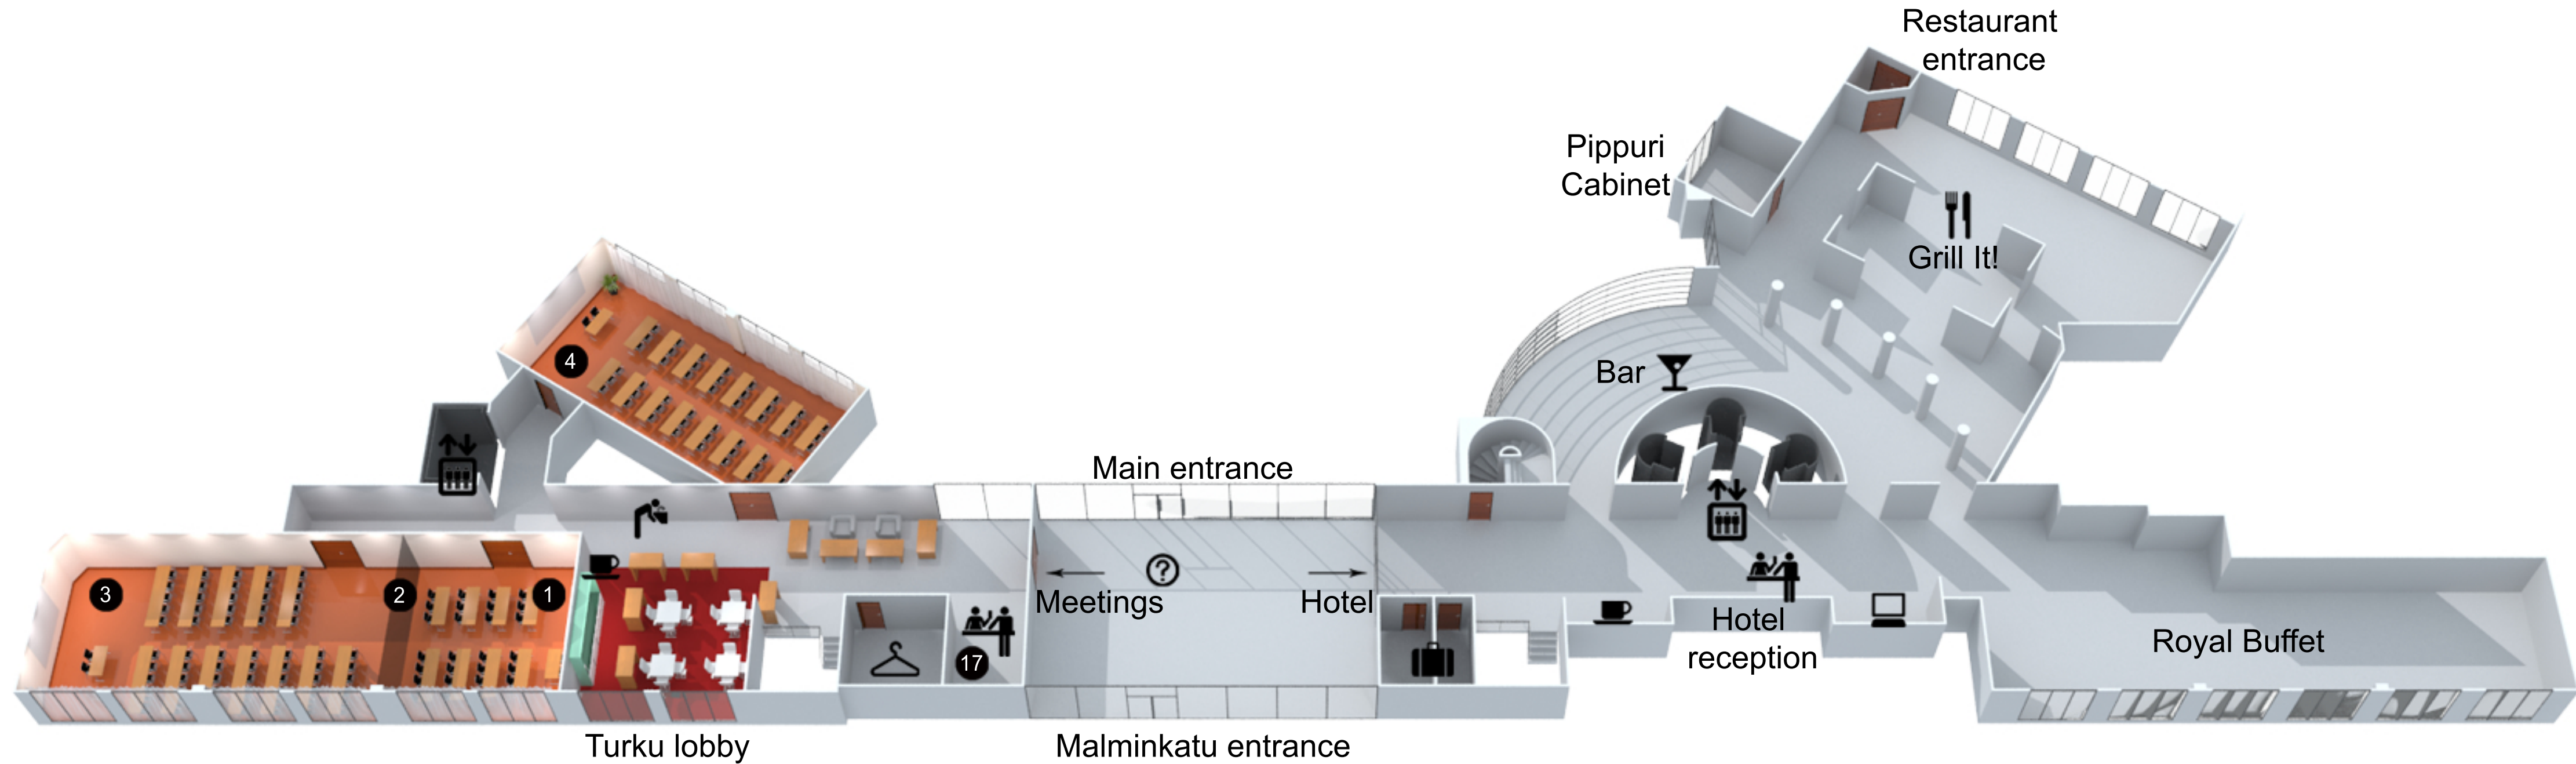 Restaurant
entrance
Pippuri
Cabinet
Grill It!
4
Bar
Main entrance
3
2
1
Meetings
?
Hotel
17
Hotel
reception
Royal Buffet
Turku lobby
Malminkatu entrance